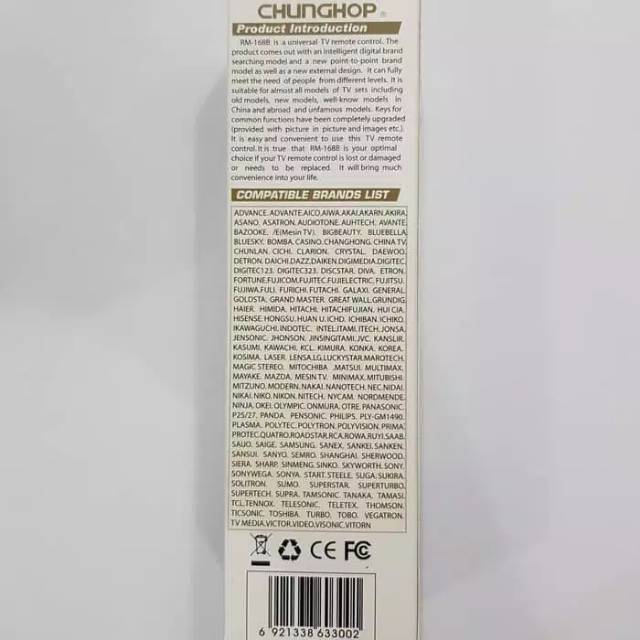 CHUNGHOP®
Product Introduction
RM-168B is a universal TV remote control. The
product comes out with an intelligent digital brand
searching model and a new point-to-point brand
model as well as a new external design. It can fully
meet the need of people from different levels. It is
suitable for almost all models of TV sets including
old models, new models, well-know models in
China and abroad and unfamous models. Keys for
common functions have been completely upgraded
(provided with picture in picture and images etc.)
It is easy and convenient to use this TV remote
control. It is true that RM-168B is your optimal
choice if your TV remote control is lost or damaged
or needs to be replaced. It will bring much
convenience into your life.
COMPATIBLE BRANDS LIST
ADVANCE. ADVANTE.AICO,AIWA.AKAI,AKARN.AKIRA,
ASANO, ASATRON. AUDIOTONE. AUHTECH, AVANTE,
BAZOOKE, /E(Mesin TV). BIGBEAUTY. BLUEBELLA,
BLUESKY. BOMBA. CASINO. CHANGHONG. CHINA TV,
CHUNLAN. CICHI. CLARION. CRYSTAL. DAEWOO,
DETRON. DAICHI.DAZZ.DAIKEN.DIGIMEDIA.DIGITEC,
DIGITEC123. DIGITEC323. DISCSTAR. DIVA. ETRON.
FORTUNE.FUJICOM.FUJITEC.FUJIELECTRIC.FUJITSU.
FUJIWA.FULI. FURICHI. FUTACHI. GALAXI. GENERAL.
GOLDSTA. GRAND MASTER. GREAT WALL.GRUNDIG.
HAIER. HIMIDA. HITACHI. HITACHIFUJIAN. HUI CIA.
HISENSE. HONGSU. HUAN U. ICHD. ICHIBAN. ICHIKO.
IKAWAGUCHI. INDOTEC. INTEL.ITAMI. ITECH. JONSA.
JENSONIC. JHONSON. JINSINGITAMI.JVC. KANSLIR.
KASUMI. KAWACHI. KCL. KIMURA. KONKA. KOREA.
KOSIMA. LASER. LENSA.LG.LUCKYSTAR.MAROTECH.
MAGIC STEREO. MITOCHIBA .MATSUI. MULTIMAX.
MAYAKE. MAZDA. MESIN TV. MINIMAX. MITUBISHI.
MITZUNO. MODERN. NAKAI. NANOTECH. NEC. NIDAI.
NIKAI. NIKO. NIKON. NITECH. NYCAM. NORDMENDE.
NINJA. OKEI. OLYMPIC. ONMURA. OTRE. PANASONIC.
P25/27. PANDA. PENSONIC. PHILIPS. PLY-GM1490.
PLASMA. POLYTEC. POLYTRON. POLYVISION. PRIMA.
PROTEC.QUATRO.ROADSTAR.RCA.ROWA.RUYI.SAAB.
SAIJO. SAIGE. SAMSUNG. SANEX. SANKEI. SANKEN.
SANSUI. SANYO. SEMRO. SHANGHAI. SHERWOOD.
SIERA. SHARP. SINMENG. SINKO. SKYWORTH. SONY.
SONYWEGA. SONYA. START. STEELE. SUGA. SUKIRA.
SOLITRON. SUMO. SUPERSTAR. SUPERTURBO.
SUPERTECH. SUPRA. TAMSONIC. TANAKA. TAMASI.
TCL.TENNOX. TELESONIC. TELETEX. THOMSON.
TICSONIC. TOSHIBA. TURBO. TOBO. VEGATRON.
TV MEDIA.VICTOR.VIDEO.VISONIC.VITORN
CE FC
6 921338 633002